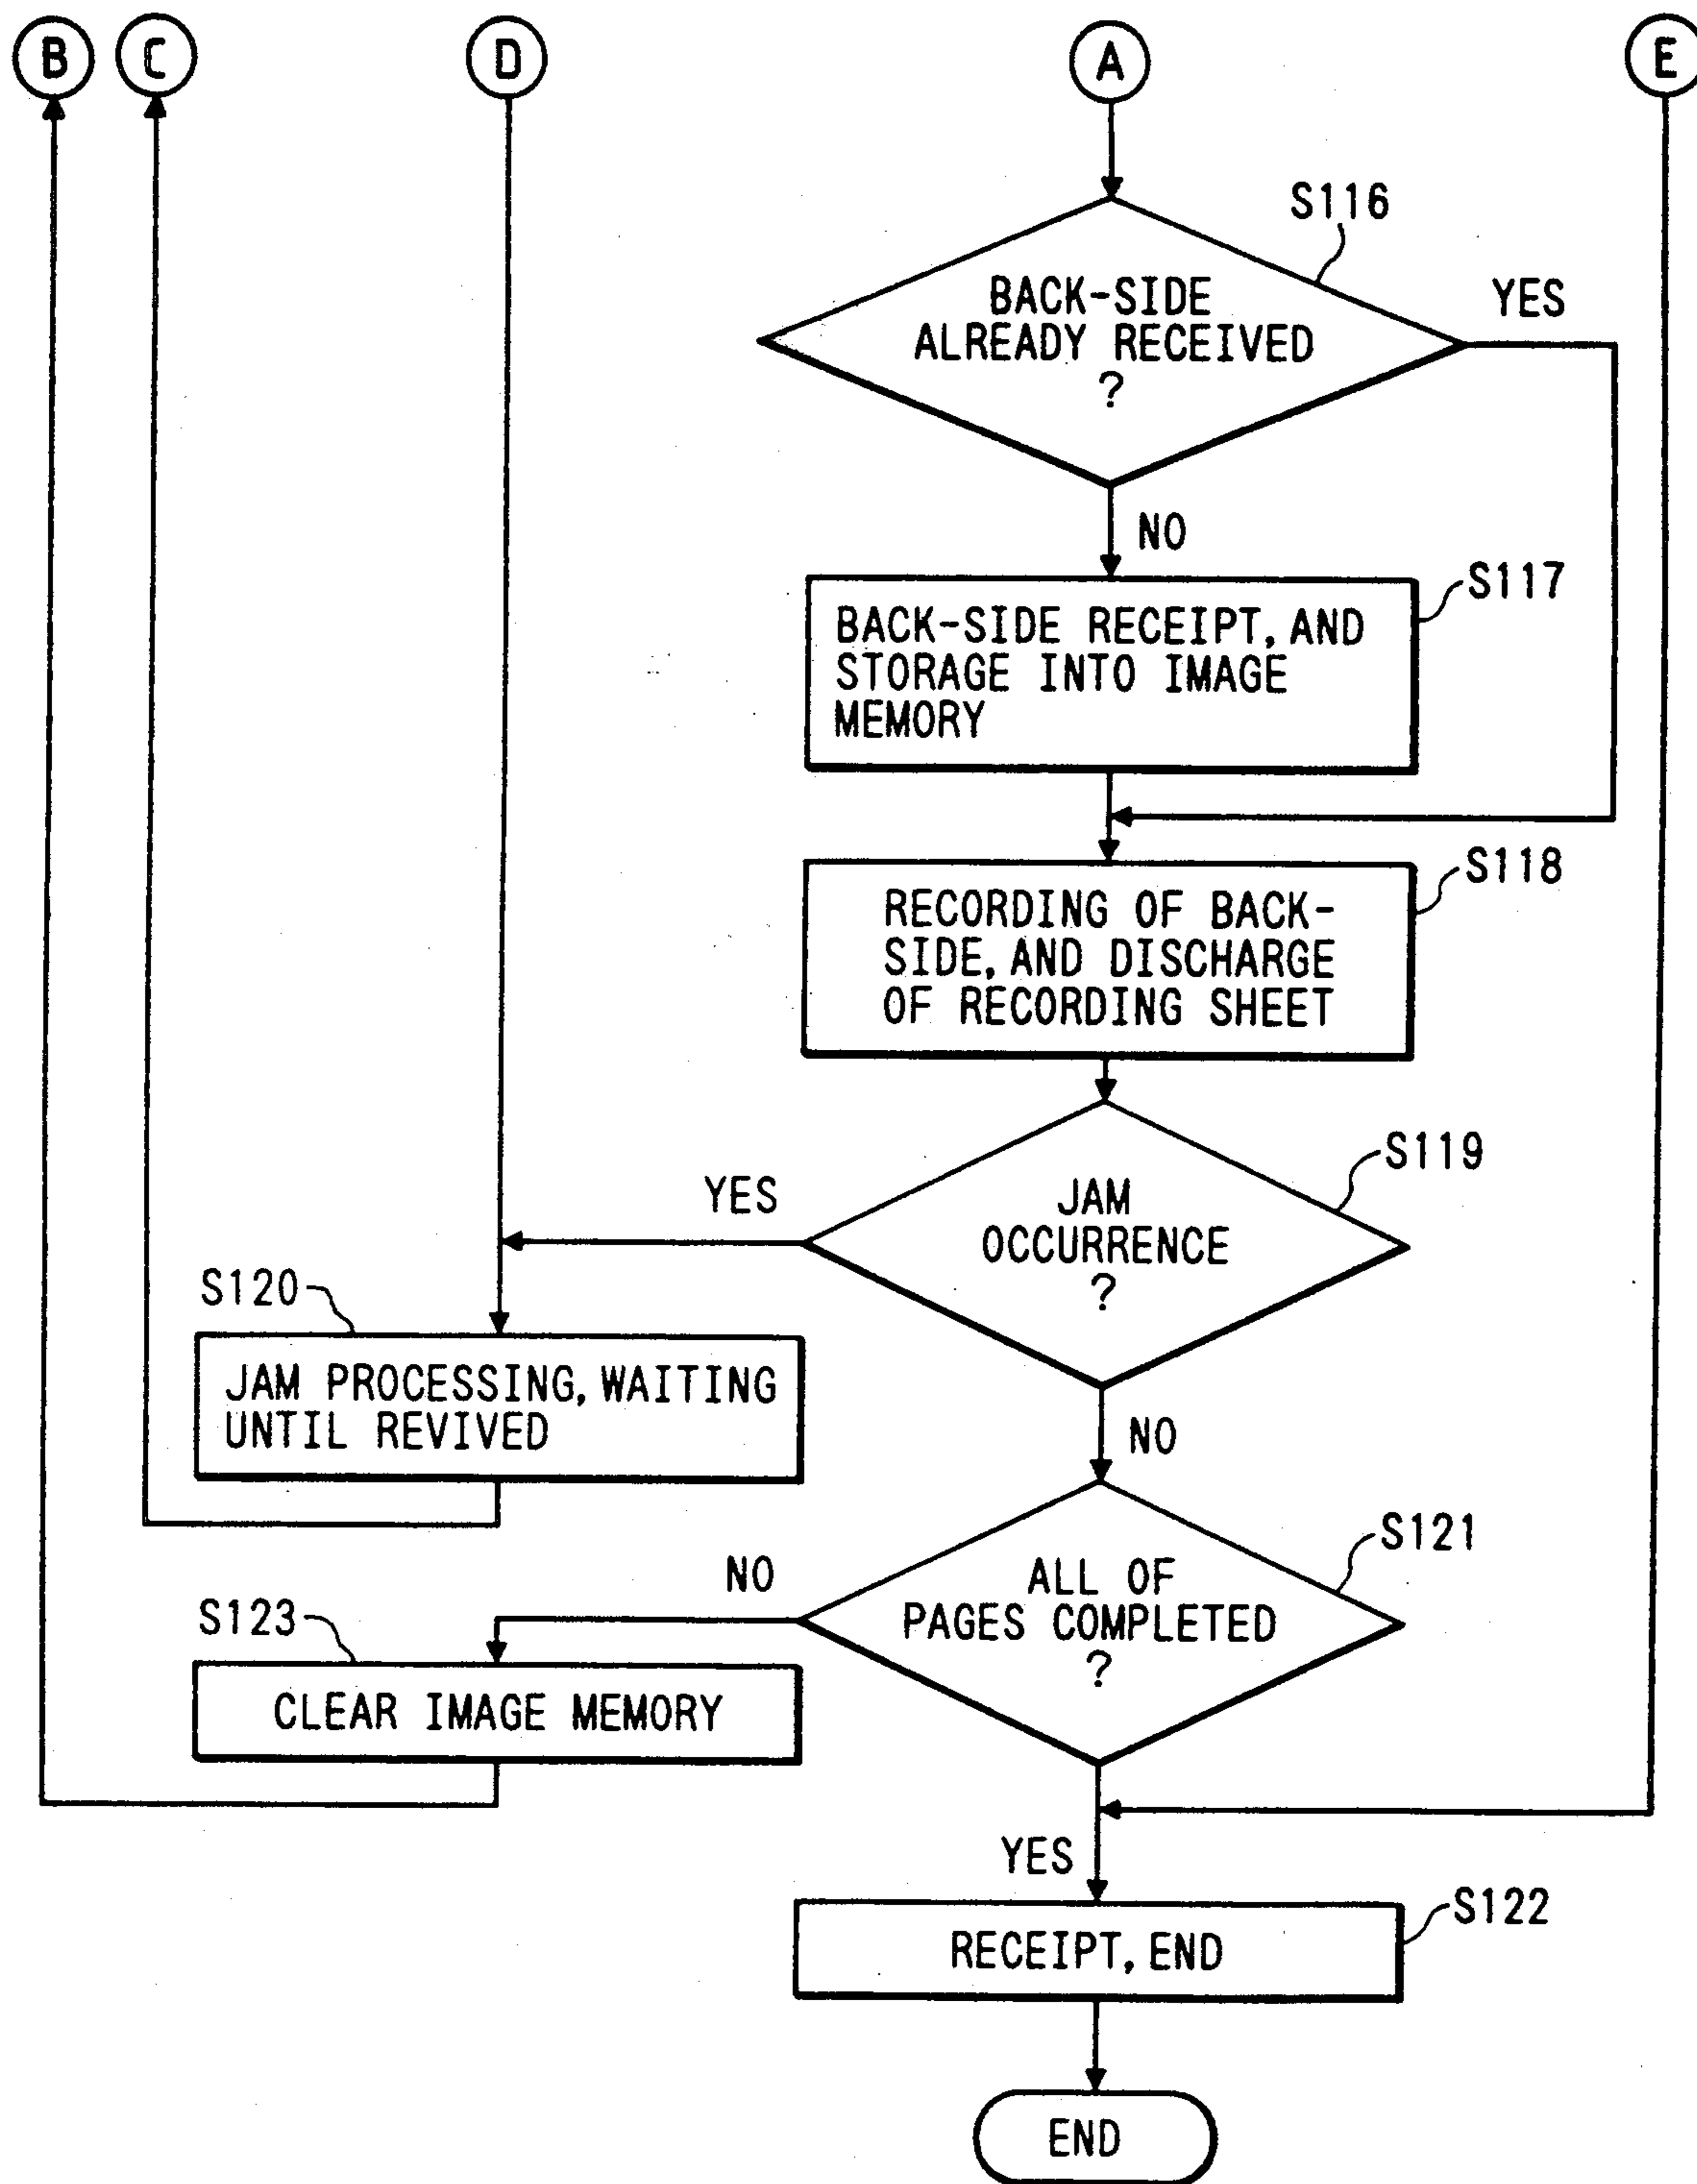 B
C
D
A
E
S116
BACK-SIDE
ALREADY RECEIVED
?
YES
NO
S117
BACK-SIDE RECEIPT, AND
STORAGE INTO IMAGE
MEMORY
S118
RECORDING OF BACK-
SIDE, AND DISCHARGE
OF RECORDING SHEET
S119
JAM
OCCURRENCE
?
YES
S120
JAM PROCESSING, WAITING
UNTIL REVIVED
NO
S121
ALL OF
PAGES COMPLETED
?
NO
S123
CLEAR IMAGE MEMORY
YES
S122
RECEIPT, END
END